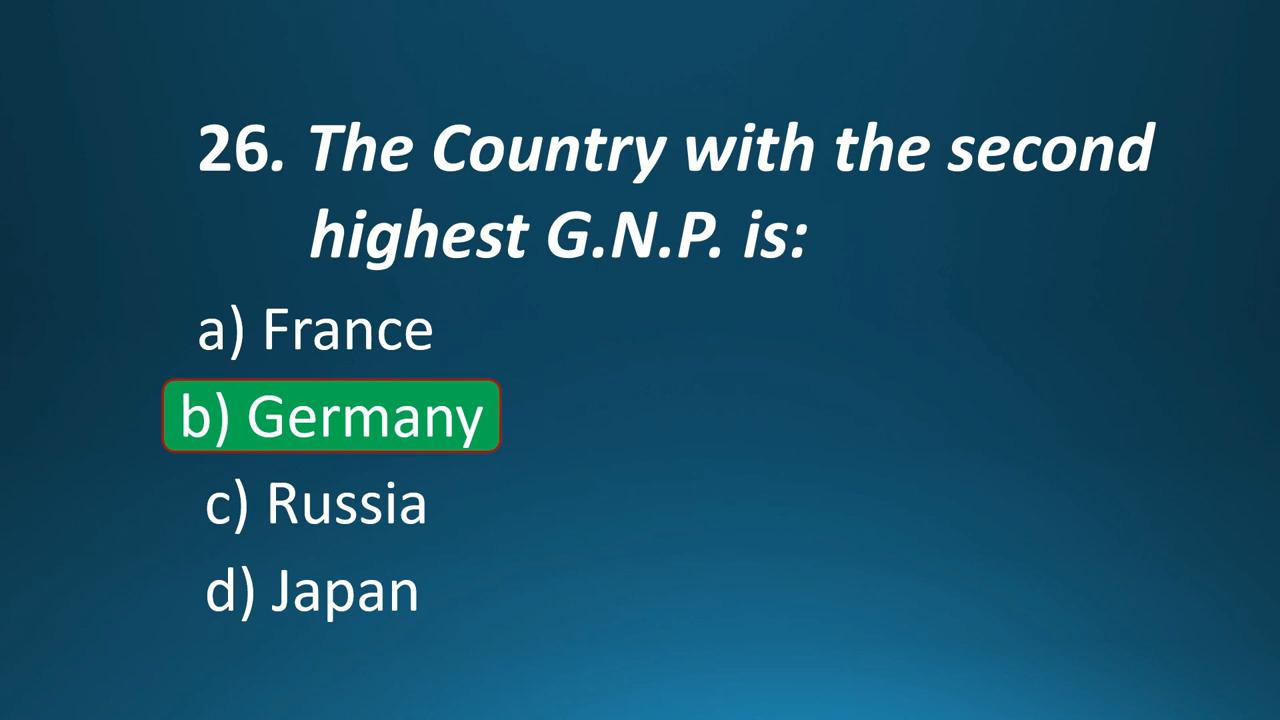 26. The Country with the second
highest G.N.P. is:
a) France
b) Germany
c) Russia
d) Japan